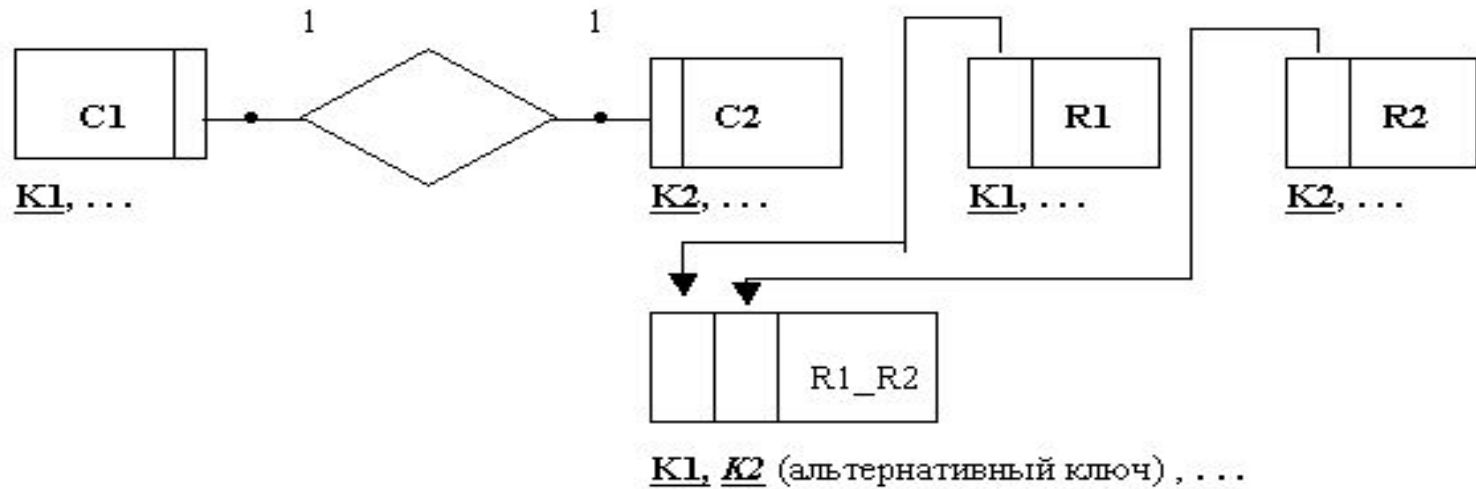 1 1
C1 C2 R1 R2
K1, . . . K2, . . . K1, . . . K2, . . .
R1_R2
K1, K2 (альтернативный ключ) , . . .